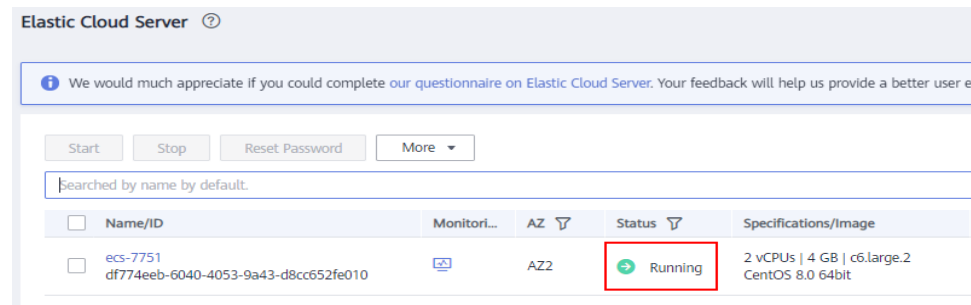 Elastic Cloud Server ?
We would much appreciate if you could complete our questionnaire on Elastic Cloud Server. Your feedback will help us provide a better user e
Start Stop Reset Password More
Searched by name by default.
Name/ID Monitori... AZ Status Specifications/Image
ecs-7751
df774eeb-6040-4053-9a43-d8cc652fe010
AZ2
Running
2 vCPUs | 4 GB | c6.large.2
CentOS 8.0 64bit